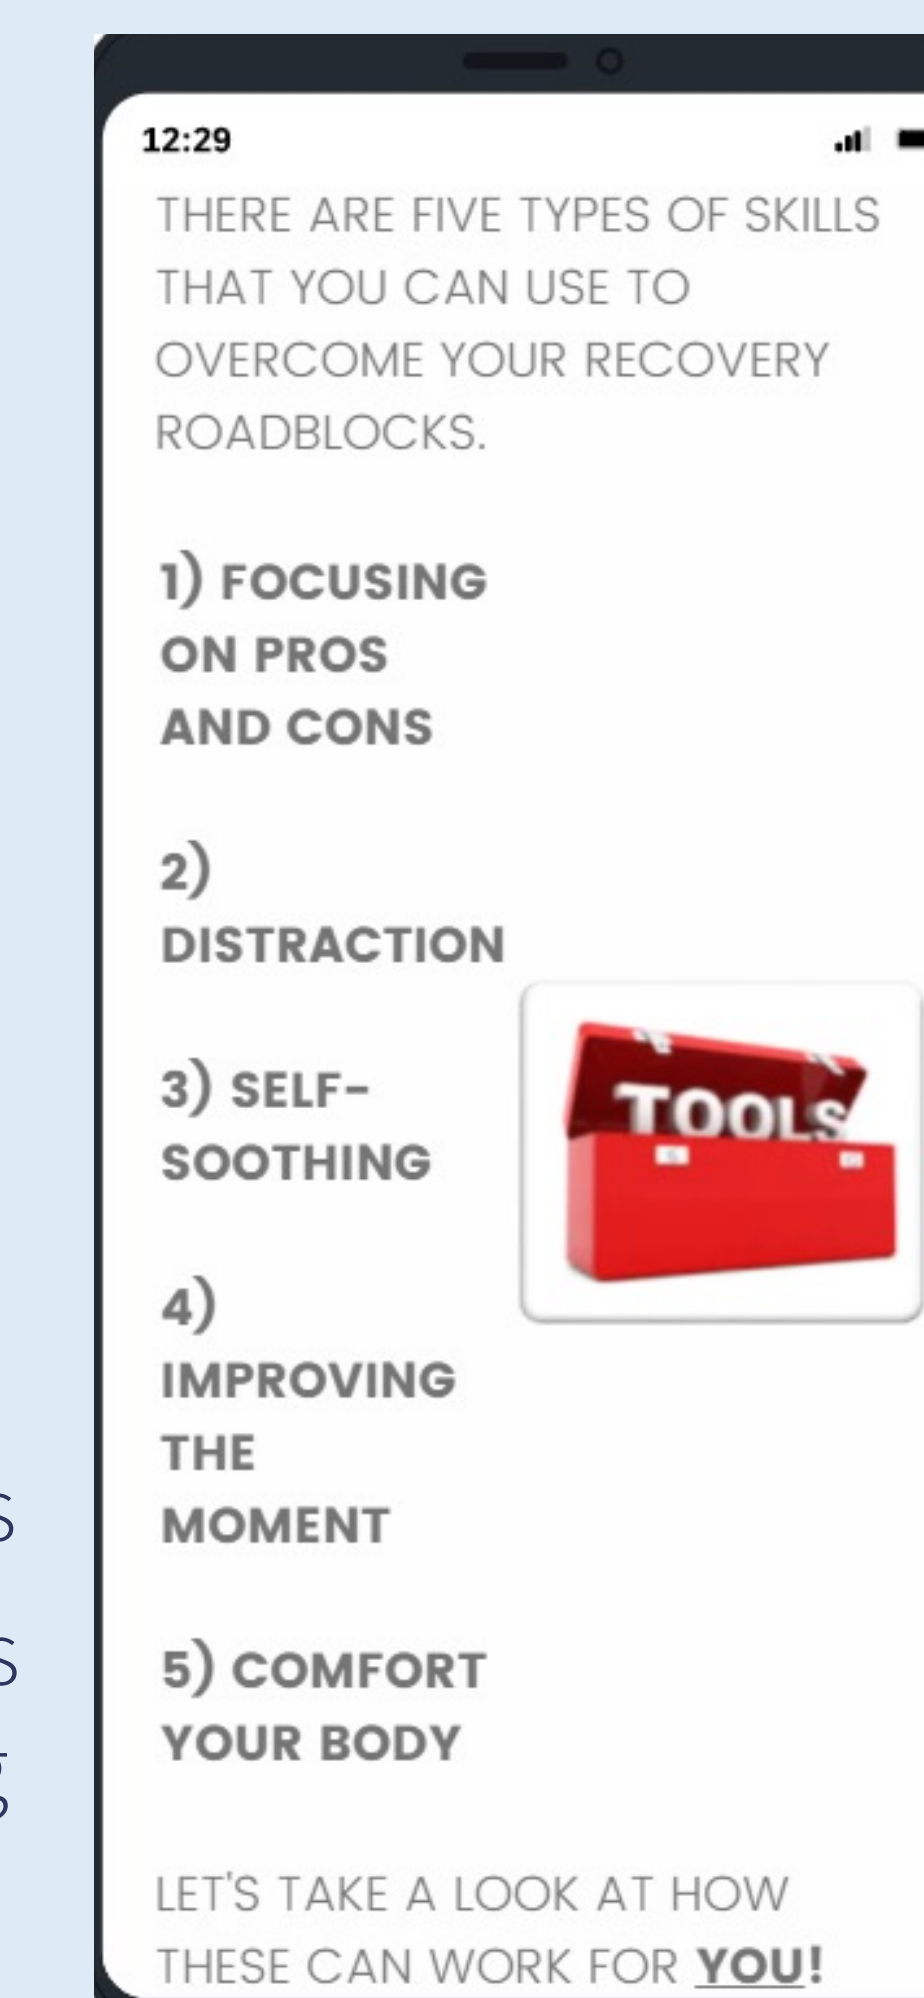 12:29
THERE ARE FIVE TYPES OF SKILLS
THAT YOU CAN USE TO
OVERCOME YOUR RECOVERY
ROADBLOCKS.
1) FOCUSING
ON PROS
AND CONS
2)
DISTRACTION
3) SELF-
SOOTHING
TOOLS
4)
IMPROVING
THE
MOMENT
5) COMFORT
YOUR BODY
LET'S TAKE A LOOK AT HOW
THESE CAN WORK FOR YOU!